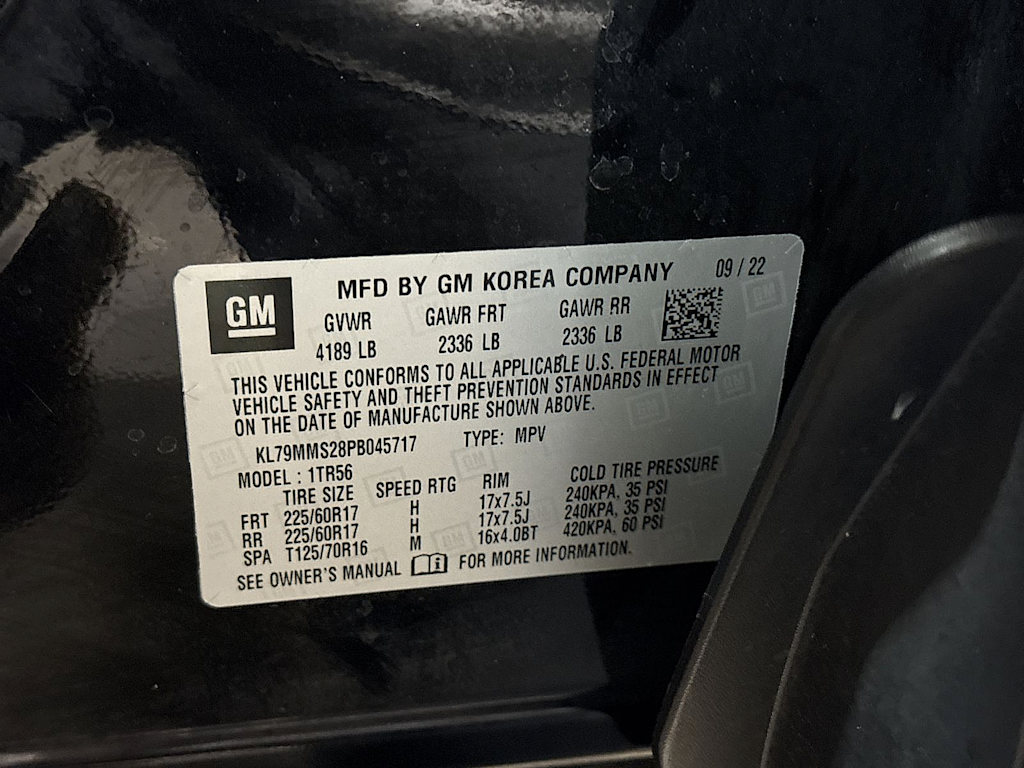 GM
MFD BY GM KOREA COMPANY 09 / 22
GVWR GAWR FRT GAWR RR
4189 LB 2336 LB 2336 LB
THIS VEHICLE CONFORMS TO ALL APPLICABLE U.S. FEDERAL MOTOR
VEHICLE SAFETY AND THEFT PREVENTION STANDARDS IN EFFECT
ON THE DATE OF MANUFACTURE SHOWN ABOVE.
KL79MMS28PB045717 TYPE: MPV
MODEL : 1TR56
TIRE SIZE SPEED RTG RIM COLD TIRE PRESSURE
FRT 225/60R17 H 17x7.5J 240KPA, 35 PSI
RR 225/60R17 H 17x7.5J 240KPA, 35 PSI
SPA T125/70R16 M 16x4.0BT 420KPA, 60 PSI
SEE OWNER'S MANUAL FOR MORE INFORMATION.